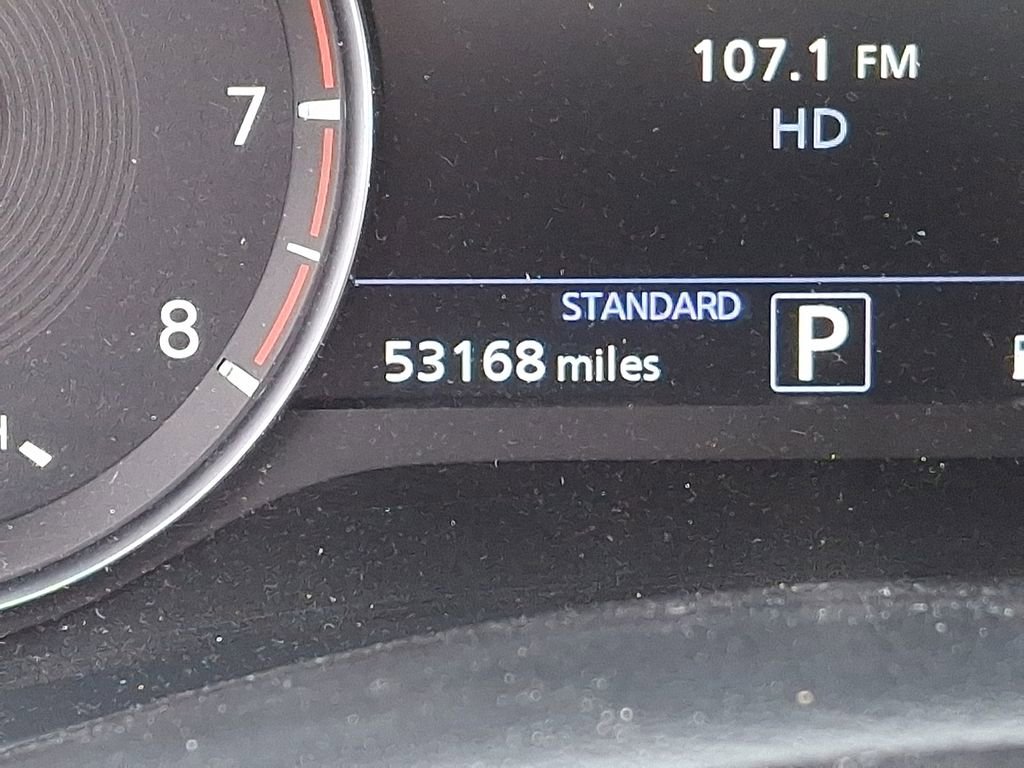 107.1 FM
HD
7
STANDARD
53168 miles
P
8
H